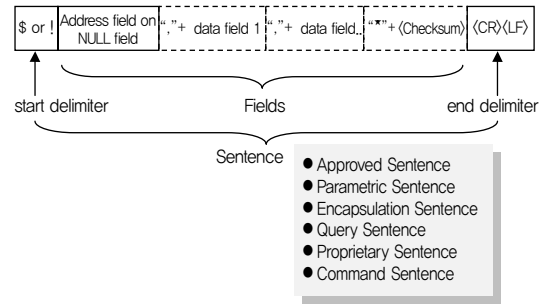 $ or ! Address field on NULL field “,”+ data field 1 “,”+ data field.. “*”+〈Checksum〉 〈CR〉〈LF〉
start delimiter Fields end delimiter
Sentence
● Approved Sentence
● Parametric Sentence
● Encapsulation Sentence
● Query Sentence
● Proprietary Sentence
● Command Sentence